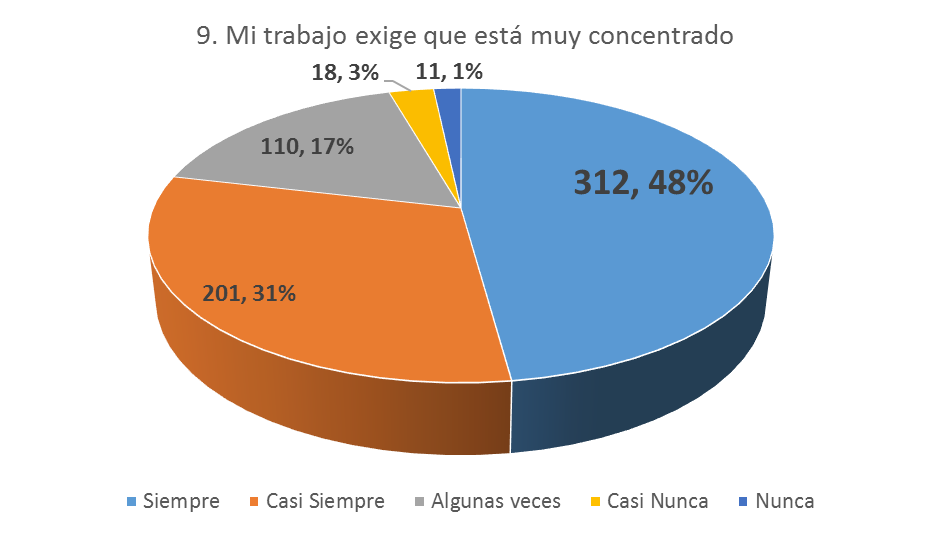 9. Mi trabajo exige que está muy concentrado
18, 3%
11, 1%
110, 17%
312, 48%
201, 31%
Siempre
Casi Siempre
Algunas veces
Casi Nunca
Nunca